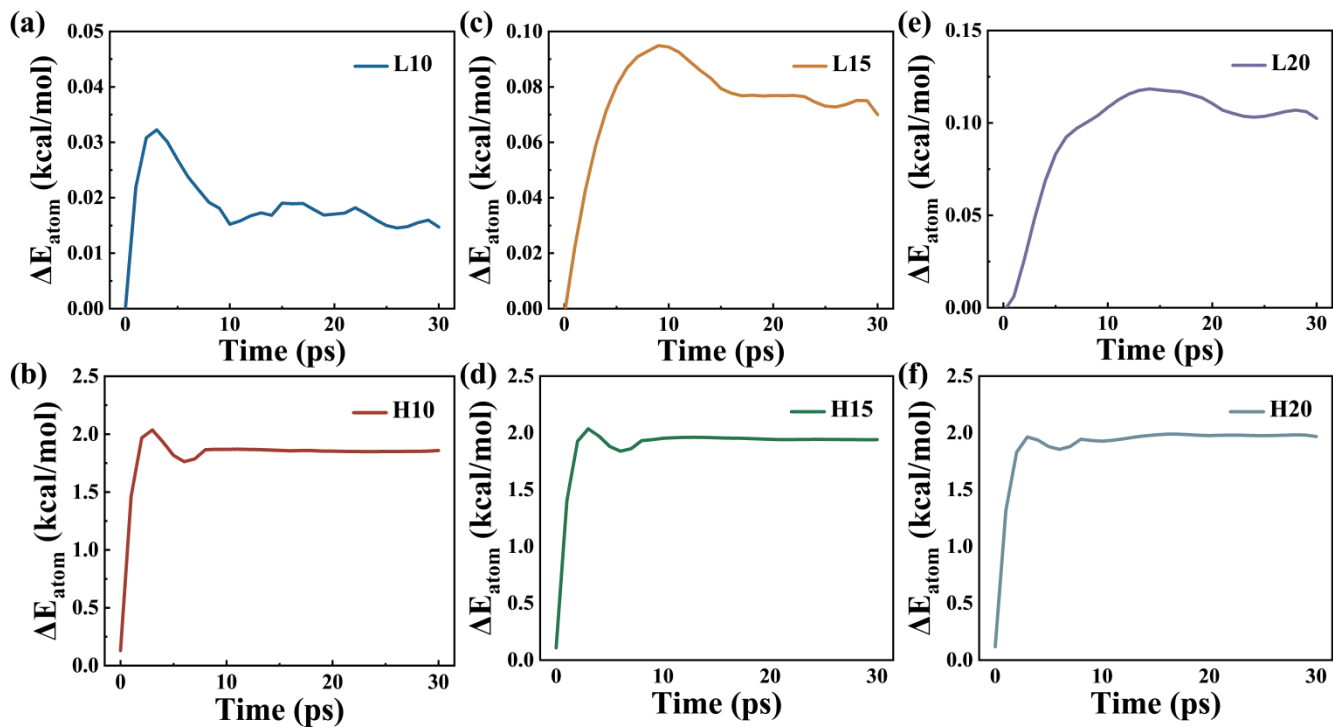 (a)
0.05
0.04
0.03
0.02
0.01
0.00
ΔE_atom (kcal/mol)
L10
0 10 20 30
Time (ps)
(c)
0.10
0.08
0.06
0.04
0.02
0.00
ΔE_atom (kcal/mol)
L15
0 10 20 30
Time (ps)
(e)
0.15
0.10
0.05
0.00
ΔE_atom (kcal/mol)
L20
0 10 20 30
Time (ps)
(b)
2.5
2.0
1.5
1.0
0.5
0.0
ΔE_atom (kcal/mol)
H10
0 10 20 30
Time (ps)
(d)
2.5
2.0
1.5
1.0
0.5
0.0
ΔE_atom (kcal/mol)
H15
0 10 20 30
Time (ps)
(f)
2.5
2.0
1.5
1.0
0.5
0.0
ΔE_atom (kcal/mol)
H20
0 10 20 30
Time (ps)